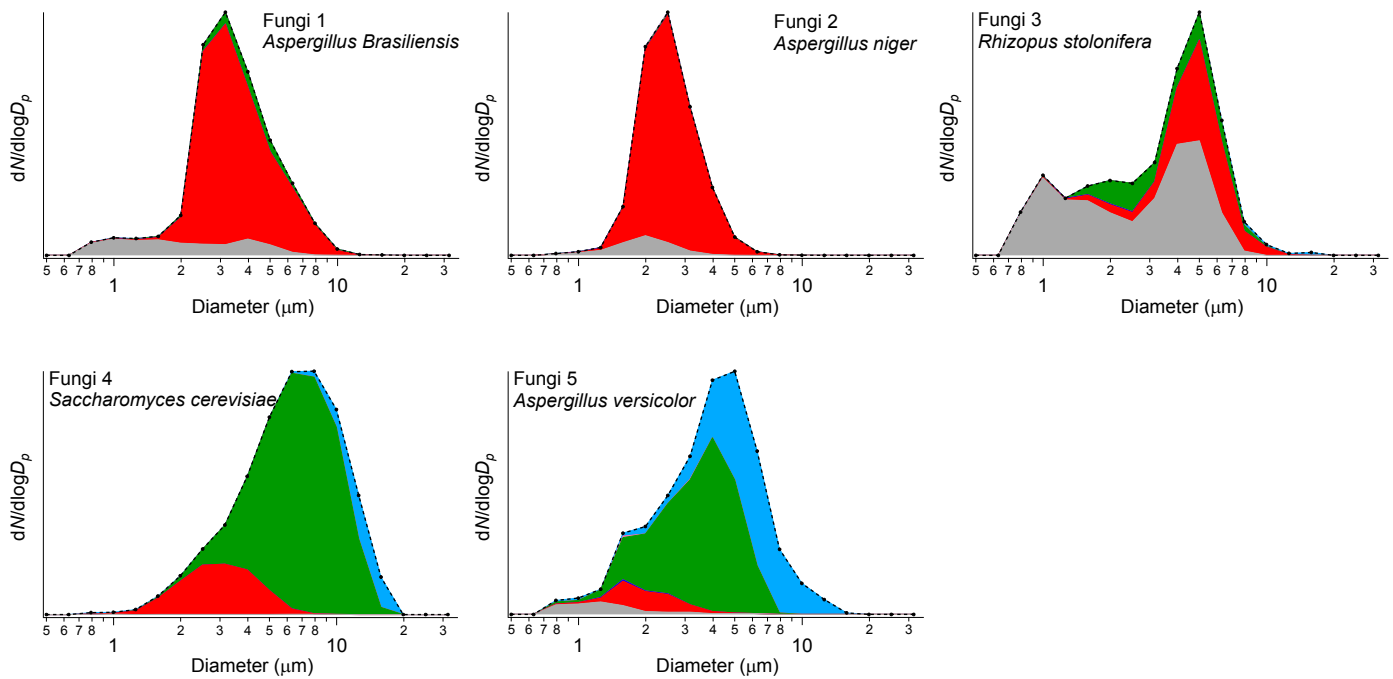 Fungi 1
Aspergillus Brasiliensis
dN/dlogDp
5 6 7 8 2 3 4 5 6 7 8 2 3
1 10
Diameter (μm)
Fungi 2
Aspergillus niger
dN/dlogDp
5 6 7 8 2 3 4 5 6 7 8 2 3
1 10
Diameter (μm)
Fungi 3
Rhizopus stolonifera
dN/dlogDp
5 6 8 2 3 4 5 6 7 8 2 3
1 10
Diameter (μm)
Fungi 4
Saccharomyces cerevisiae
dN/dlogDp
5 6 7 8 2 3 4 5 6 7 8 2 3
1 10
Diameter (μm)
Fungi 5
Aspergillus versicolor
dN/dlogDp
5 6 7 8 2 3 4 5 6 7 8 2 3
1 10
Diameter (μm)